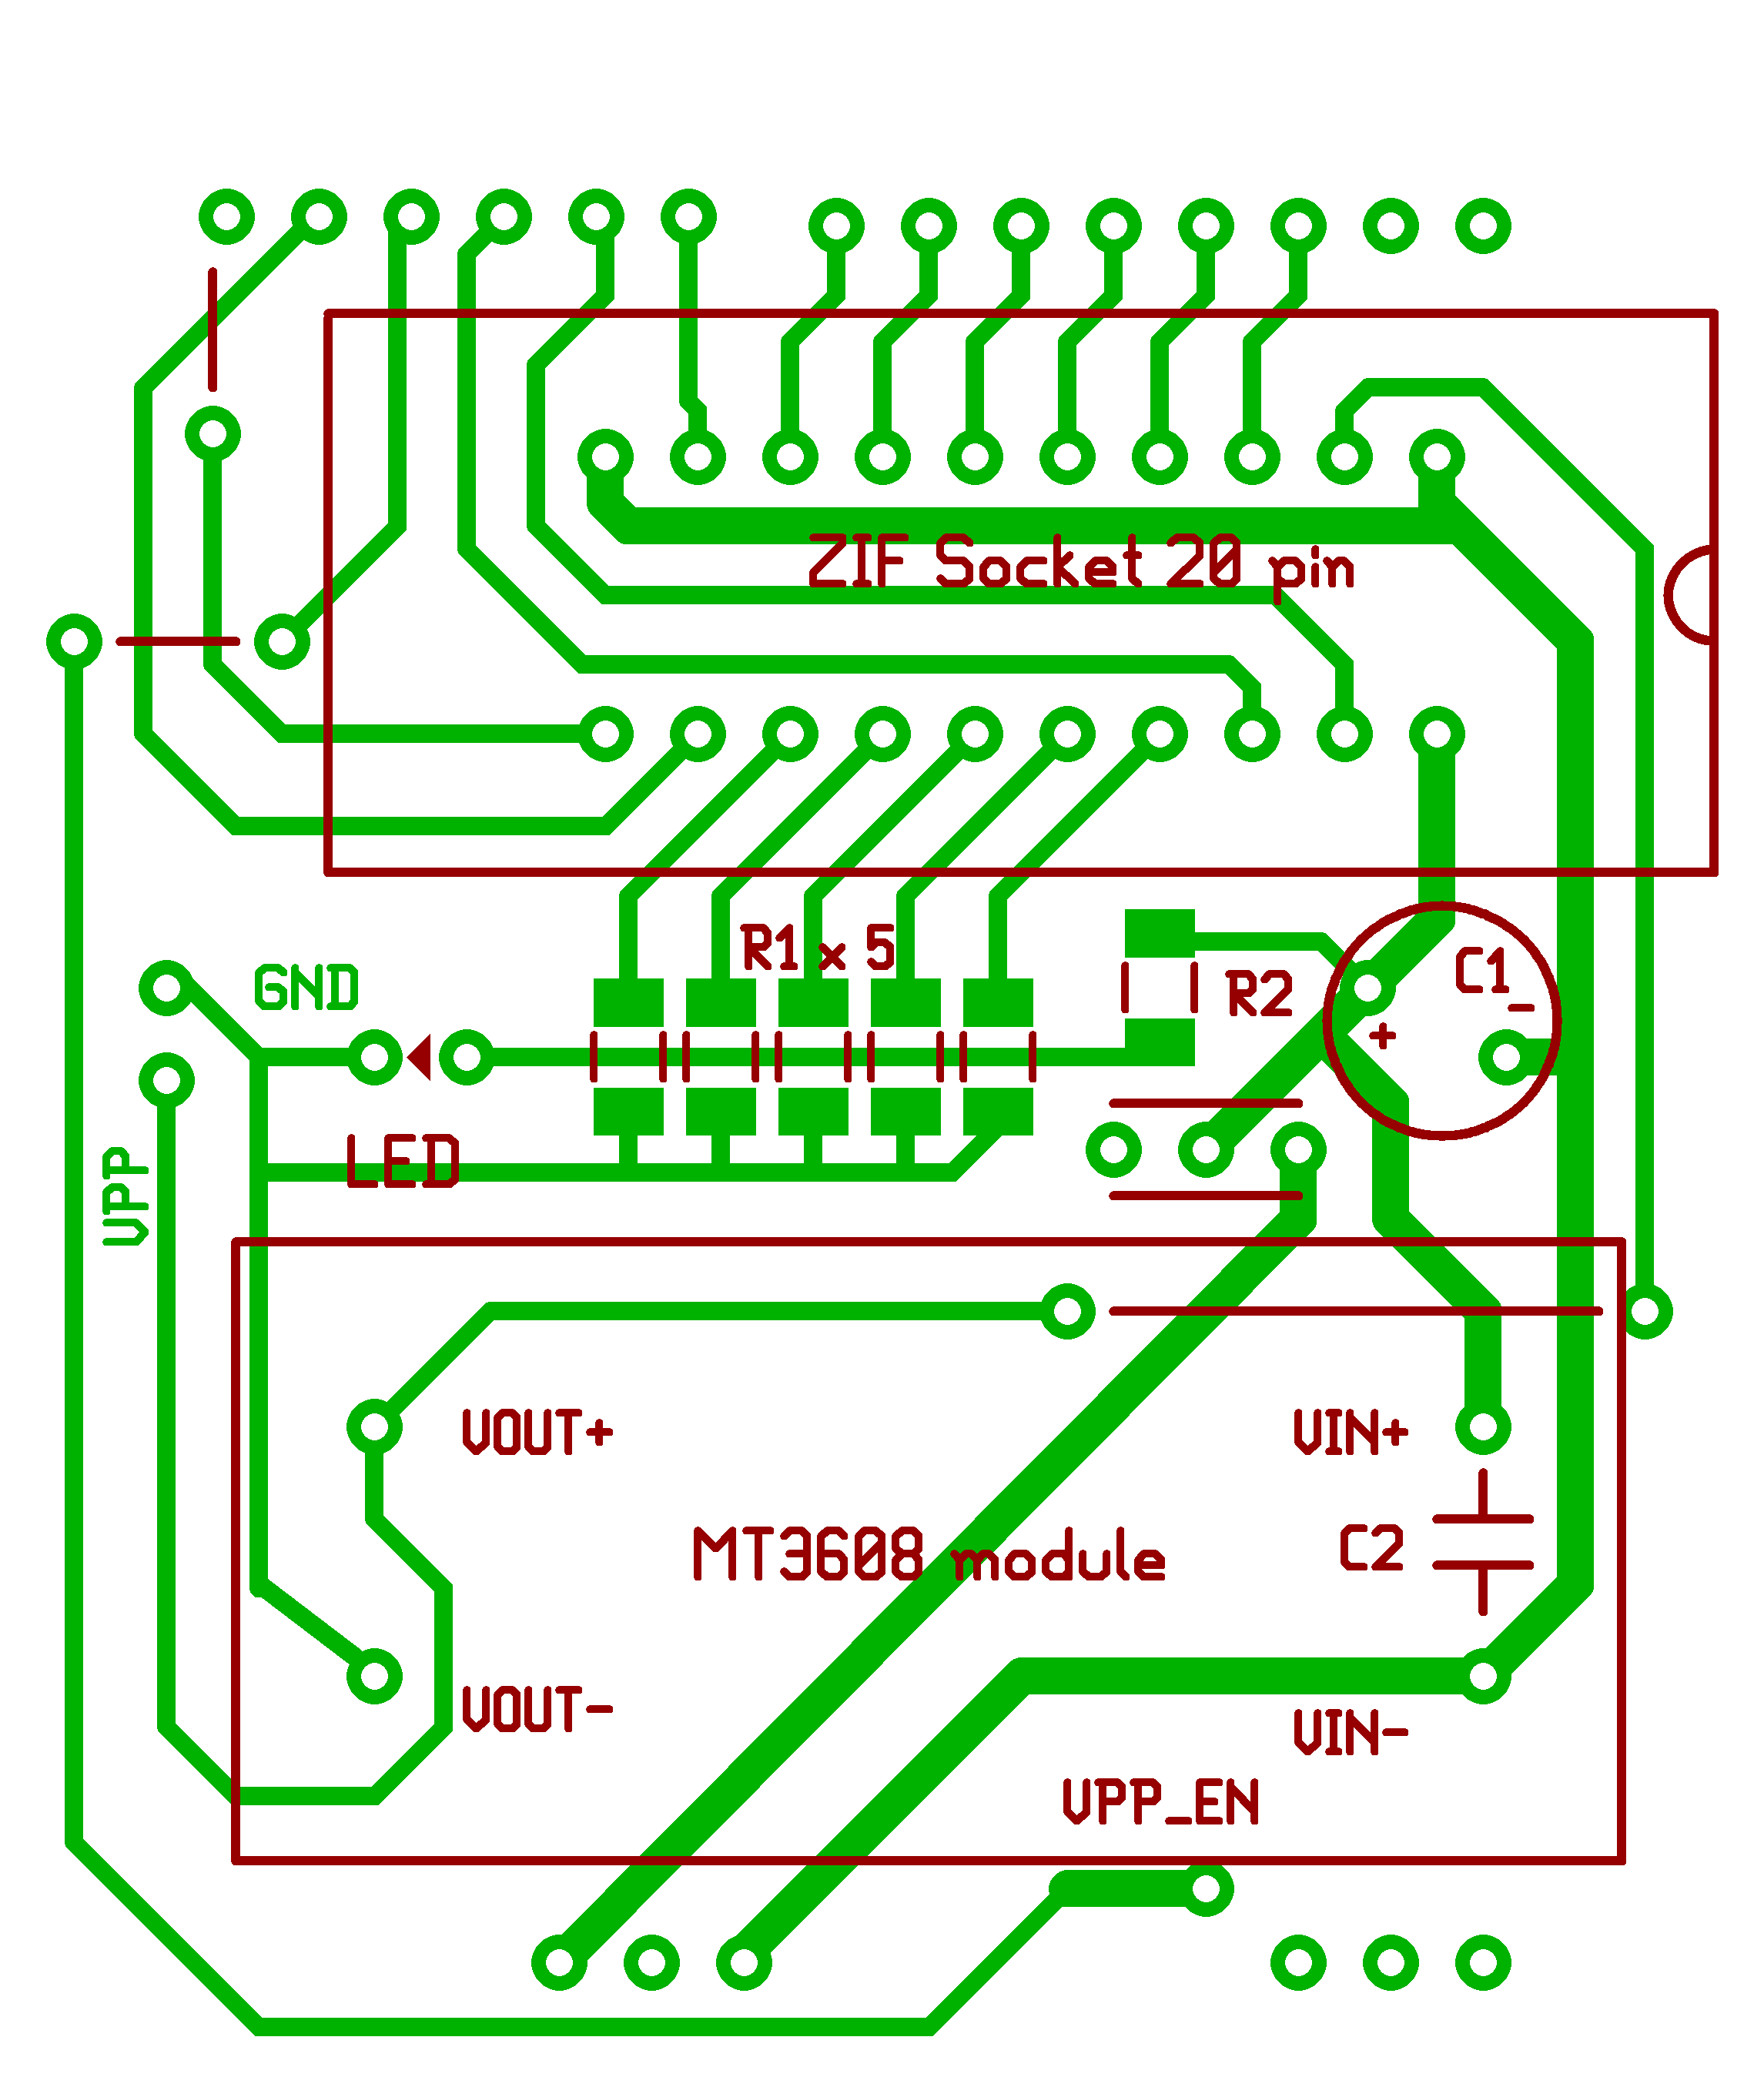 ZIF Socket 20 pin
R1 x 5
C1
-
GND
R2
+
LED
VPP
VOUT+
VIN+
MT3608 module
C2
VOUT-
VIN-
VPP_EN